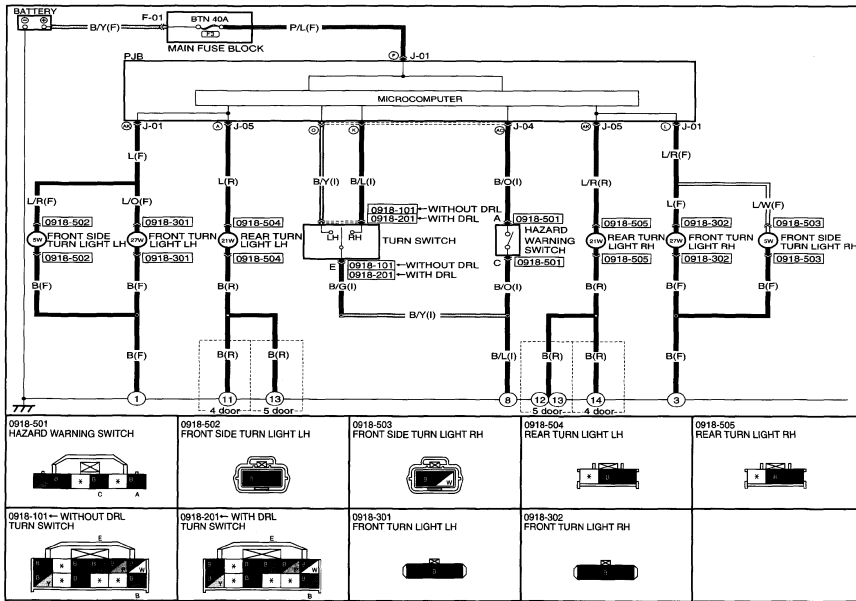 BATTERY
F-01
BTN 40A
F3
B/Y(F)
P/L(F)
MAIN FUSE BLOCK
PJB
J-01
MICROCOMPUTER
J-01
J-05
J-04
J-05
J-01
L(F)
L(R)
B/Y(I)
B/L(I)
B/O(I)
L/R(R)
L/R(F)
L/R(F)
L/O(F)
L(F)
L/W(F)
0918-101 ←WITHOUT DRL
0918-201 ←WITH DRL
0918-502
0918-301
0918-504
A
0918-501
0918-505
0918-302
0918-503
5W
FRONT SIDE
TURN LIGHT LH
27W
FRONT TURN
LIGHT LH
21W
REAR TURN
LIGHT LH
LH
RH
TURN SWITCH
HAZARD
WARNING
SWITCH
21W
REAR TURN
LIGHT RH
27W
FRONT TURN
LIGHT RH
5W
FRONT SIDE
TURN LIGHT RH
0918-502
0918-301
0918-504
E
0918-101 ←WITHOUT DRL
0918-201 ←WITH DRL
C
0918-501
0918-505
0918-302
0918-503
B(F)
B(F)
B(R)
B/G(I)
B/O(I)
B(R)
B(F)
B(F)
B/Y(I)
B(F)
B(R)
B(R)
B/L(I)
B(R)
B(R)
B(F)
1
11
13
8
12
13
14
3
4 door
5 door
5 door
4 door
0918-501
HAZARD WARNING SWITCH
C
A
0918-502
FRONT SIDE TURN LIGHT LH
0918-503
FRONT SIDE TURN LIGHT RH
W
0918-504
REAR TURN LIGHT LH
0918-505
REAR TURN LIGHT RH
0918-101← WITHOUT DRL
TURN SWITCH
E
B
0918-201← WITH DRL
TURN SWITCH
E
B
0918-301
FRONT TURN LIGHT LH
0918-302
FRONT TURN LIGHT RH